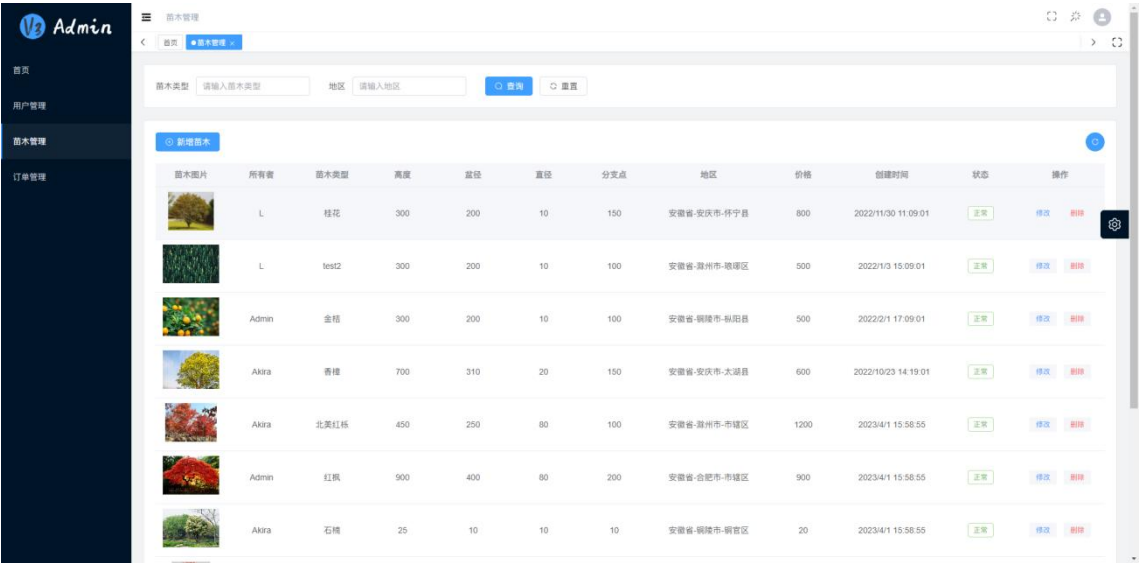 V3 Admin
首页
用户管理
苗木管理
订单管理
苗木管理
首页 苗木管理 ×
苗木类型 请输入苗木类型 地区 请输入地区 查询 重置
新增苗木
苗木图片 所有者 苗木类型 高度 盆径 直径 分支点 地区 价格 创建时间 状态 操作
L 桂花 300 200 10 150 安徽省-安庆市-怀宁县 800 2022/11/30 11:09:01 正常 修改 删除
L test2 300 200 10 100 安徽省-滁州市-琅琊区 500 2022/1/3 15:09:01 正常 修改 删除
Admin 金桔 300 200 10 100 安徽省-铜陵市-枞阳县 500 2022/2/1 17:09:01 正常 修改 删除
Akira 香橼 700 310 20 150 安徽省-安庆市-太湖县 600 2022/10/23 14:19:01 正常 修改 删除
Akira 北美红栎 450 250 80 100 安徽省-滁州市-市辖区 1200 2023/4/1 15:58:55 正常 修改 删除
Admin 红枫 900 400 80 200 安徽省-合肥市-市辖区 900 2023/4/1 15:58:55 正常 修改 删除
Akira 石楠 25 10 10 10 安徽省-铜陵市-铜官区 20 2023/4/1 15:58:55 正常 修改 删除